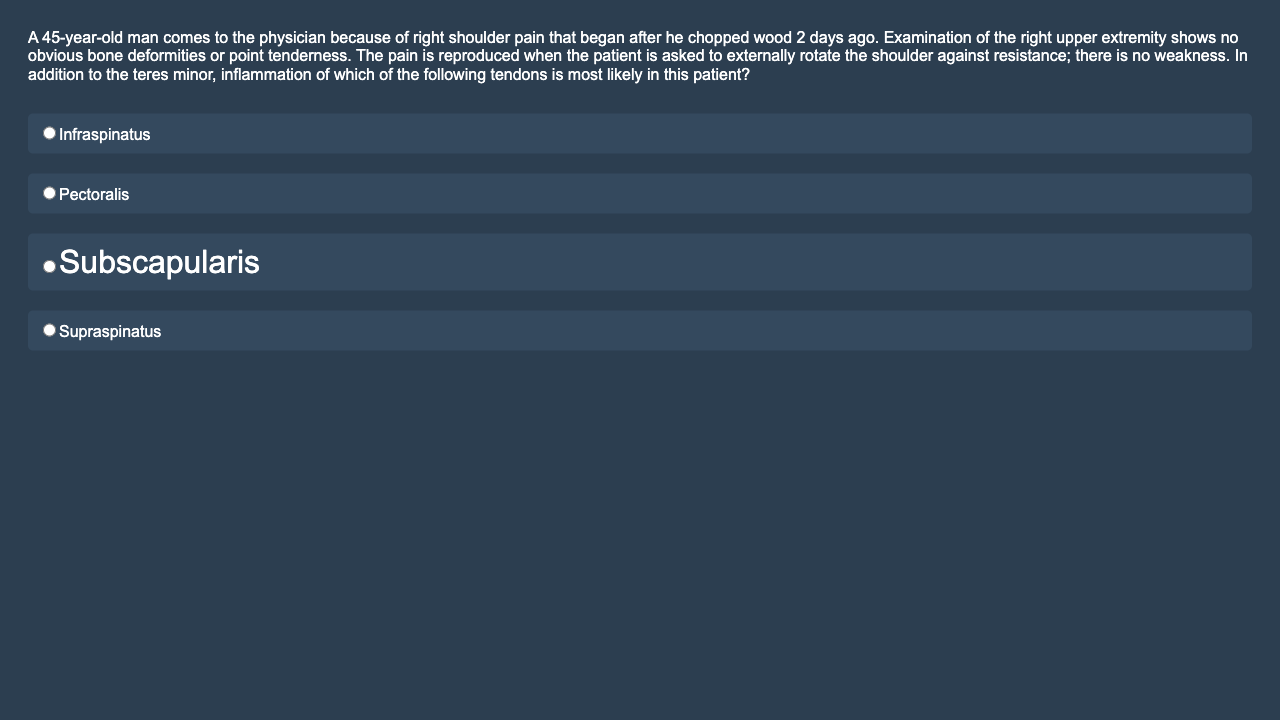 A 45-year-old man comes to the physician because of right shoulder pain that began after he chopped wood 2 days ago. Examination of the right upper extremity shows no
obvious bone deformities or point tenderness. The pain is reproduced when the patient is asked to externally rotate the shoulder against resistance; there is no weakness. In
addition to the teres minor, inflammation of which of the following tendons is most likely in this patient?
Infraspinatus
Pectoralis
Subscapularis
Supraspinatus